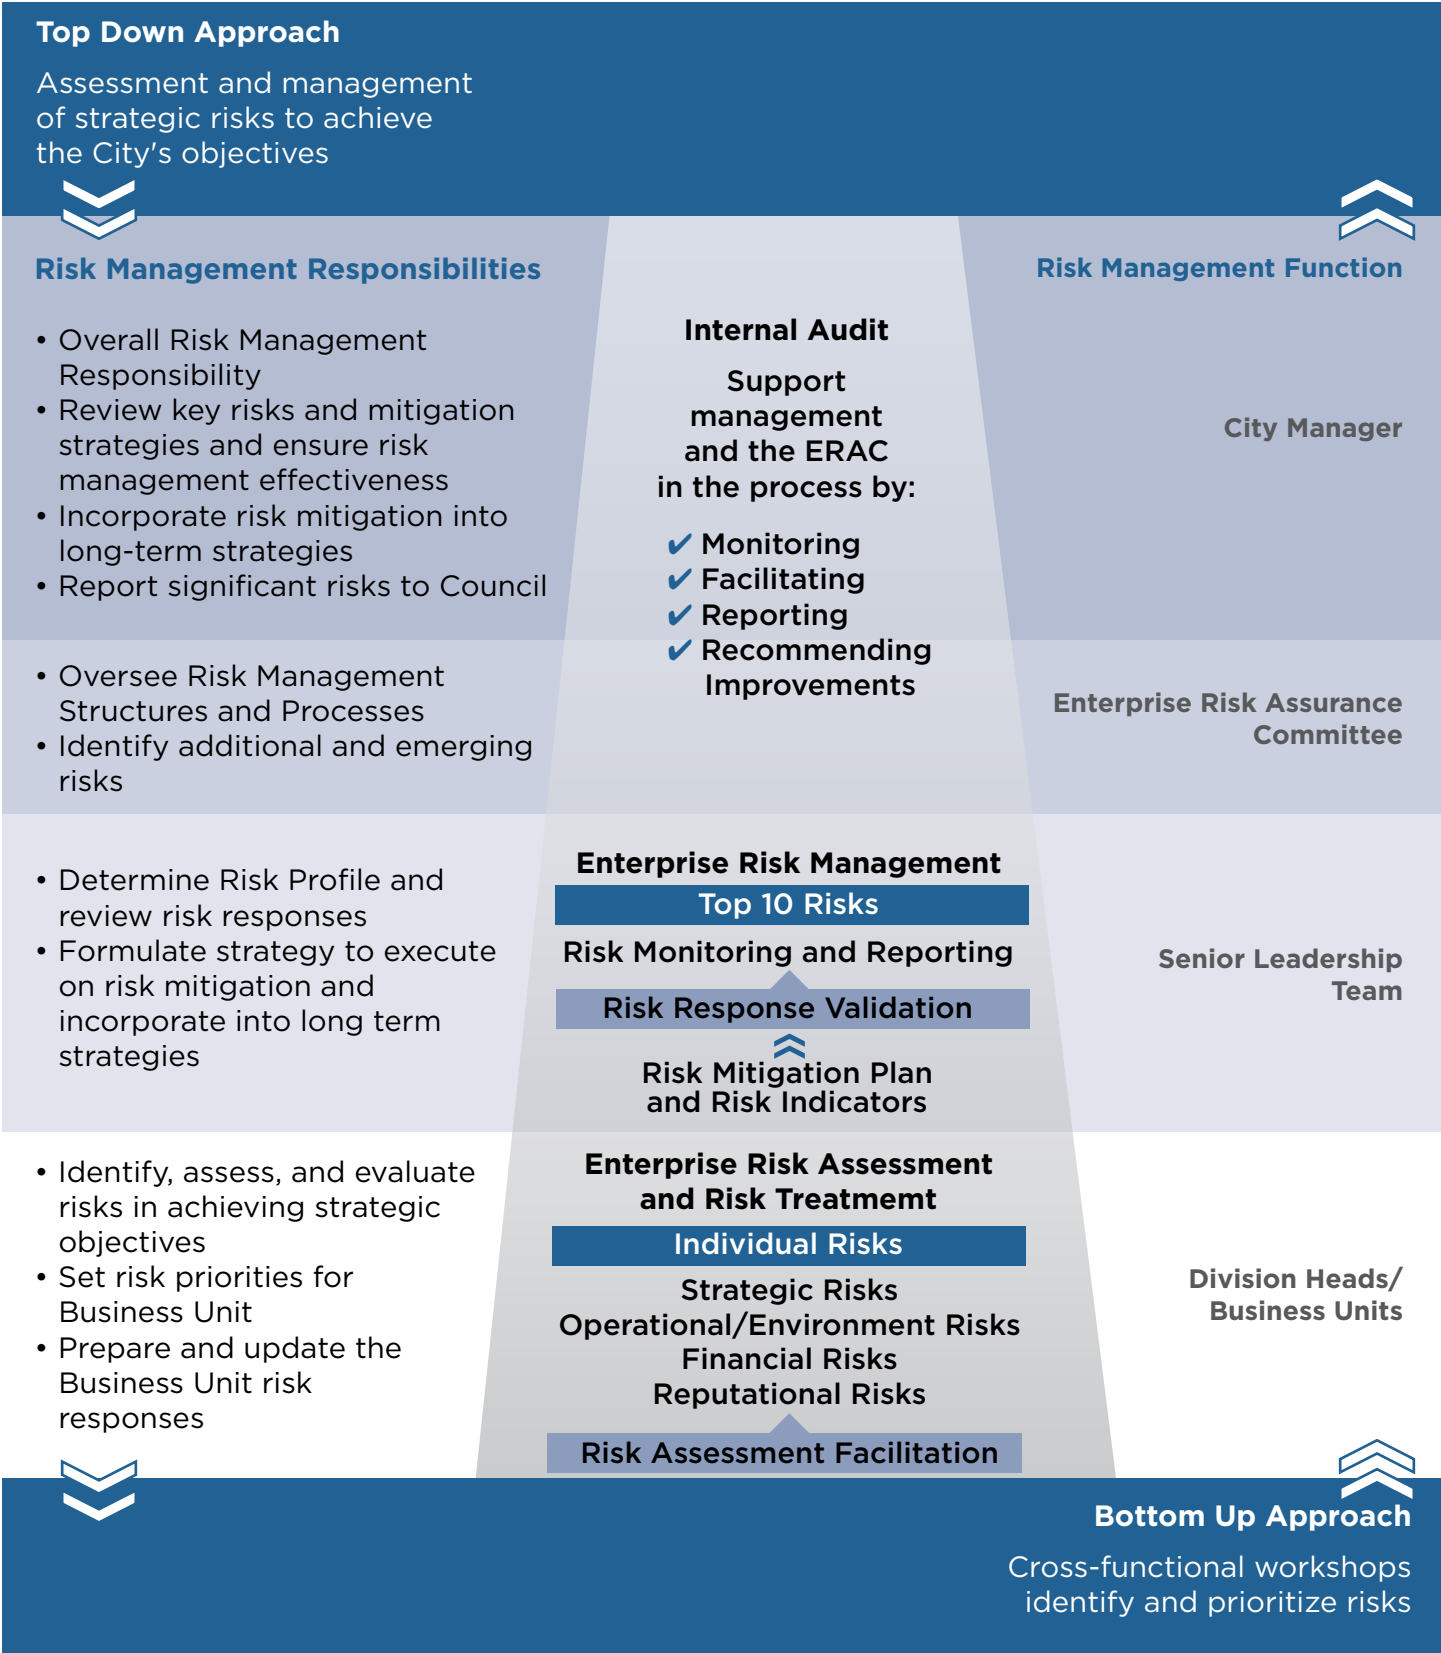 Top Down Approach
Assessment and management
of strategic risks to achieve
the City's objectives
Risk Management Responsibilities
• Overall Risk Management
Responsibility
• Review key risks and mitigation
strategies and ensure risk
management effectiveness
• Incorporate risk mitigation into
long-term strategies
• Report significant risks to Council
• Oversee Risk Management
Structures and Processes
• Identify additional and emerging
risks
• Determine Risk Profile and
review risk responses
• Formulate strategy to execute
on risk mitigation and
incorporate into long term
strategies
• Identify, assess, and evaluate
risks in achieving strategic
objectives
• Set risk priorities for
Business Unit
• Prepare and update the
Business Unit risk
responses
Internal Audit
Support
management
and the ERAC
in the process by:
✔ Monitoring
✔ Facilitating
✔ Reporting
✔ Recommending
Improvements
Enterprise Risk Management
Top 10 Risks
Risk Monitoring and Reporting
Risk Response Validation
Risk Mitigation Plan
and Risk Indicators
Enterprise Risk Assessment
and Risk Treatmemt
Individual Risks
Strategic Risks
Operational/Environment Risks
Financial Risks
Reputational Risks
Risk Assessment Facilitation
Risk Management Function
City Manager
Enterprise Risk Assurance
Committee
Senior Leadership
Team
Division Heads/
Business Units
Bottom Up Approach
Cross-functional workshops
identify and prioritize risks